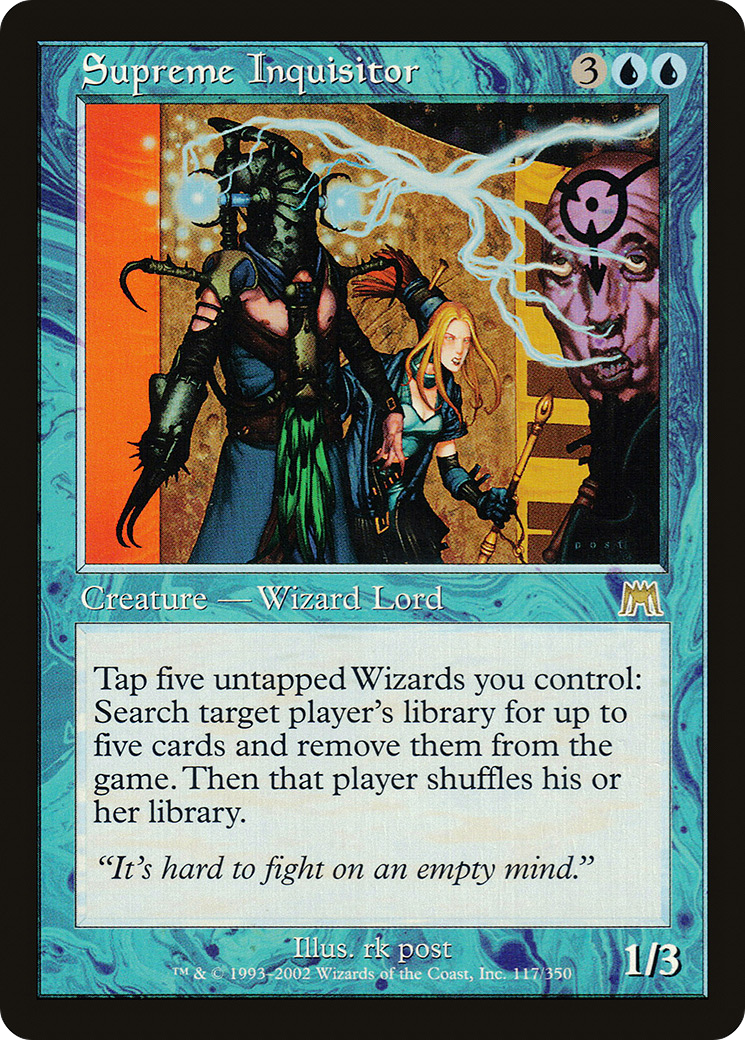 Supreme Inquisitor 3
post
Creature — Wizard Lord
Tap five untapped Wizards you control:
Search target player's library for up to
five cards and remove them from the
game. Then that player shuffles his or
her library.
“It's hard to fight on an empty mind.”
Illus. rk post
™ & © 1993–2002 Wizards of the Coast, Inc. 117/350
1/3